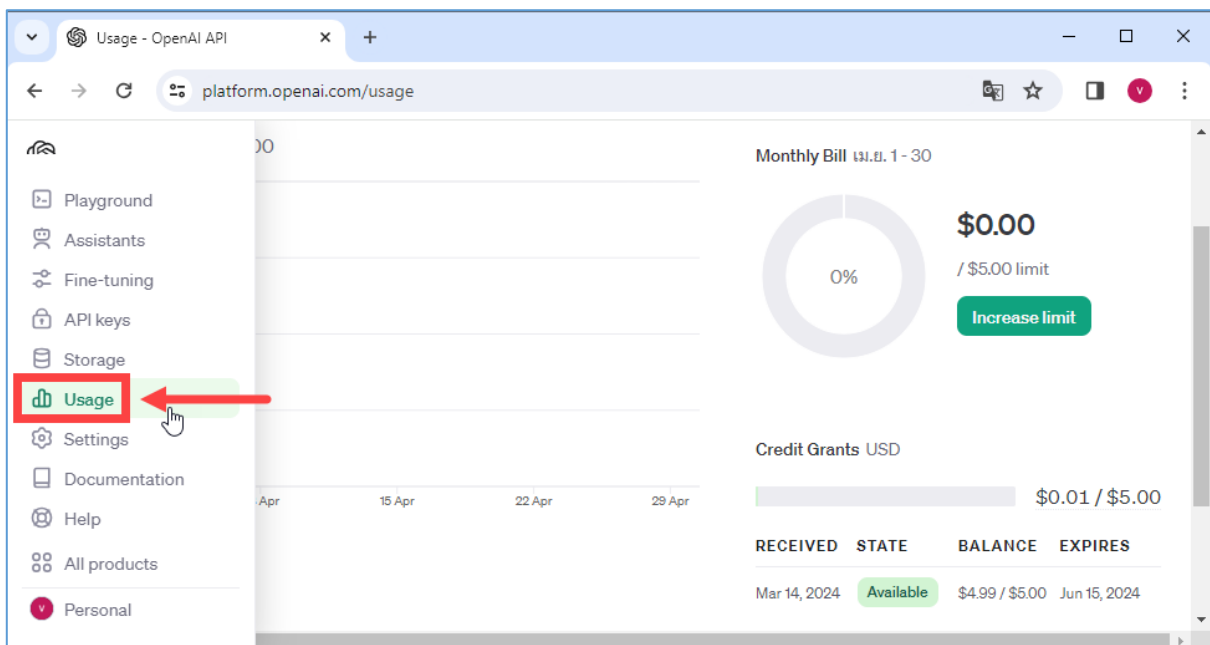 Usage - OpenAI API
platform.openai.com/usage
V
Playground
Assistants
Fine-tuning
API keys
Storage
Usage
Settings
Documentation
Help
All products
V Personal
00
Apr 15 Apr 22 Apr 29 Apr
Monthly Bill เม.ย. 1 - 30
0%
$0.00
/ $5.00 limit
Increase limit
Credit Grants USD
$0.01 / $5.00
RECEIVED STATE BALANCE EXPIRES
Mar 14, 2024 Available $4.99 / $5.00 Jun 15, 2024